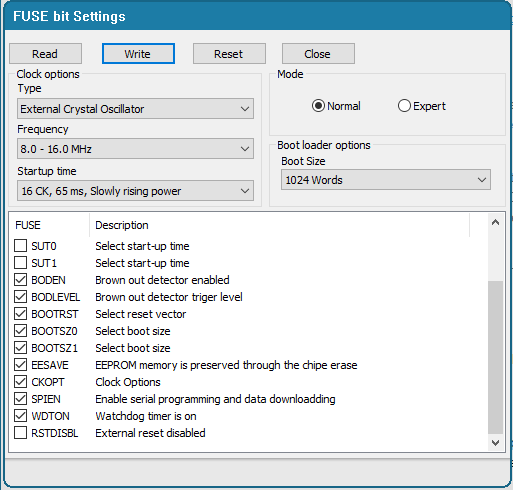 FUSE bit Settings
Read Write Reset Close
Clock options
Type
External Crystal Oscillator
Frequency
8.0 - 16.0 MHz
Startup time
16 CK, 65 ms, Slowly rising power
Mode
Normal Expert
Boot loader options
Boot Size
1024 Words
FUSE Description
SUT0 Select start-up time
SUT1 Select start-up time
BODEN Brown out detector enabled
BODLEVEL Brown out detector triger level
BOOTRST Select reset vector
BOOTSZ0 Select boot size
BOOTSZ1 Select boot size
EESAVE EEPROM memory is preserved through the chipe erase
CKOPT Clock Options
SPIEN Enable serial programming and data downloadding
WDTON Watchdog timer is on
RSTDISBL External reset disabled